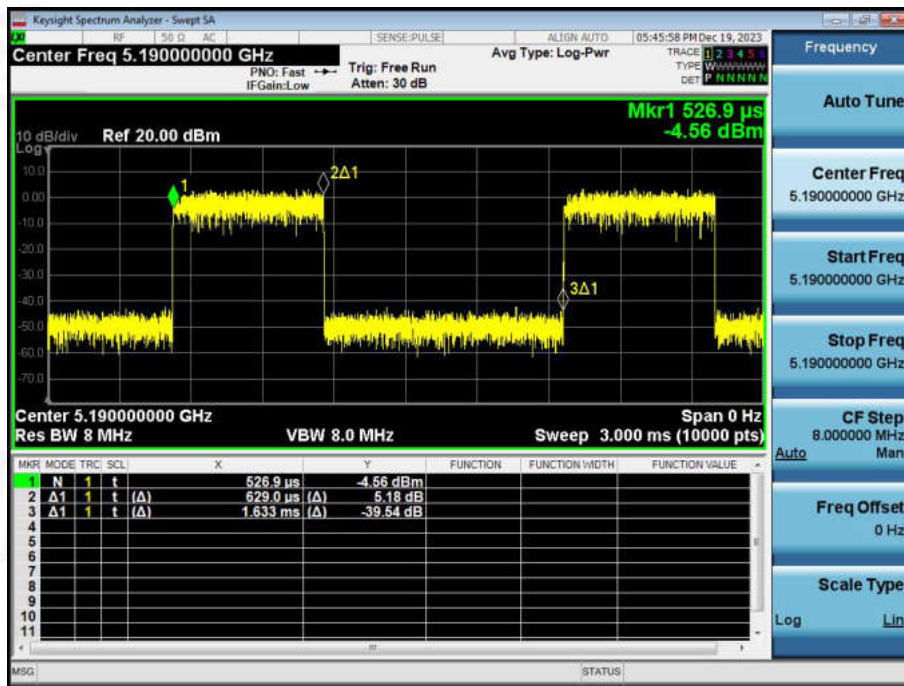 Keysight Spectrum Analyzer - Swept SA
RF 50 Ω AC SENSE:PULSE ALIGN AUTO 05:45:58 PM Dec 19, 2023
Center Freq 5.190000000 GHz
PNO: Fast Trig: Free Run Avg Type: Log-Pwr TRACE 1 2 3 4 5 6
IFGain:Low Atten: 30 dB TYPE W W W W W W
DET P N N N N N
Mkr1 526.9 µs
-4.56 dBm
10 dB/div Ref 20.00 dBm
Log
10.0
0.00
-10.0
-20.0
-30.0
-40.0
-50.0
-60.0
-70.0
1
2Δ1
3Δ1
Center 5.190000000 GHz Span 0 Hz
Res BW 8 MHz VBW 8.0 MHz Sweep 3.000 ms (10000 pts)
MKR MODE TRC SCL X Y FUNCTION FUNCTION WIDTH FUNCTION VALUE
1 N 1 t 526.9 µs -4.56 dBm
2 Δ1 1 t (Δ) 629.0 µs (Δ) 5.18 dB
3 Δ1 1 t (Δ) 1.633 ms (Δ) -39.54 dB
4
5
6
7
8
9
10
11
MSG STATUS
Frequency
Auto Tune
Center Freq
5.190000000 GHz
Start Freq
5.190000000 GHz
Stop Freq
5.190000000 GHz
CF Step
8.000000 MHz
Auto Man
Freq Offset
0 Hz
Scale Type
Log Lin